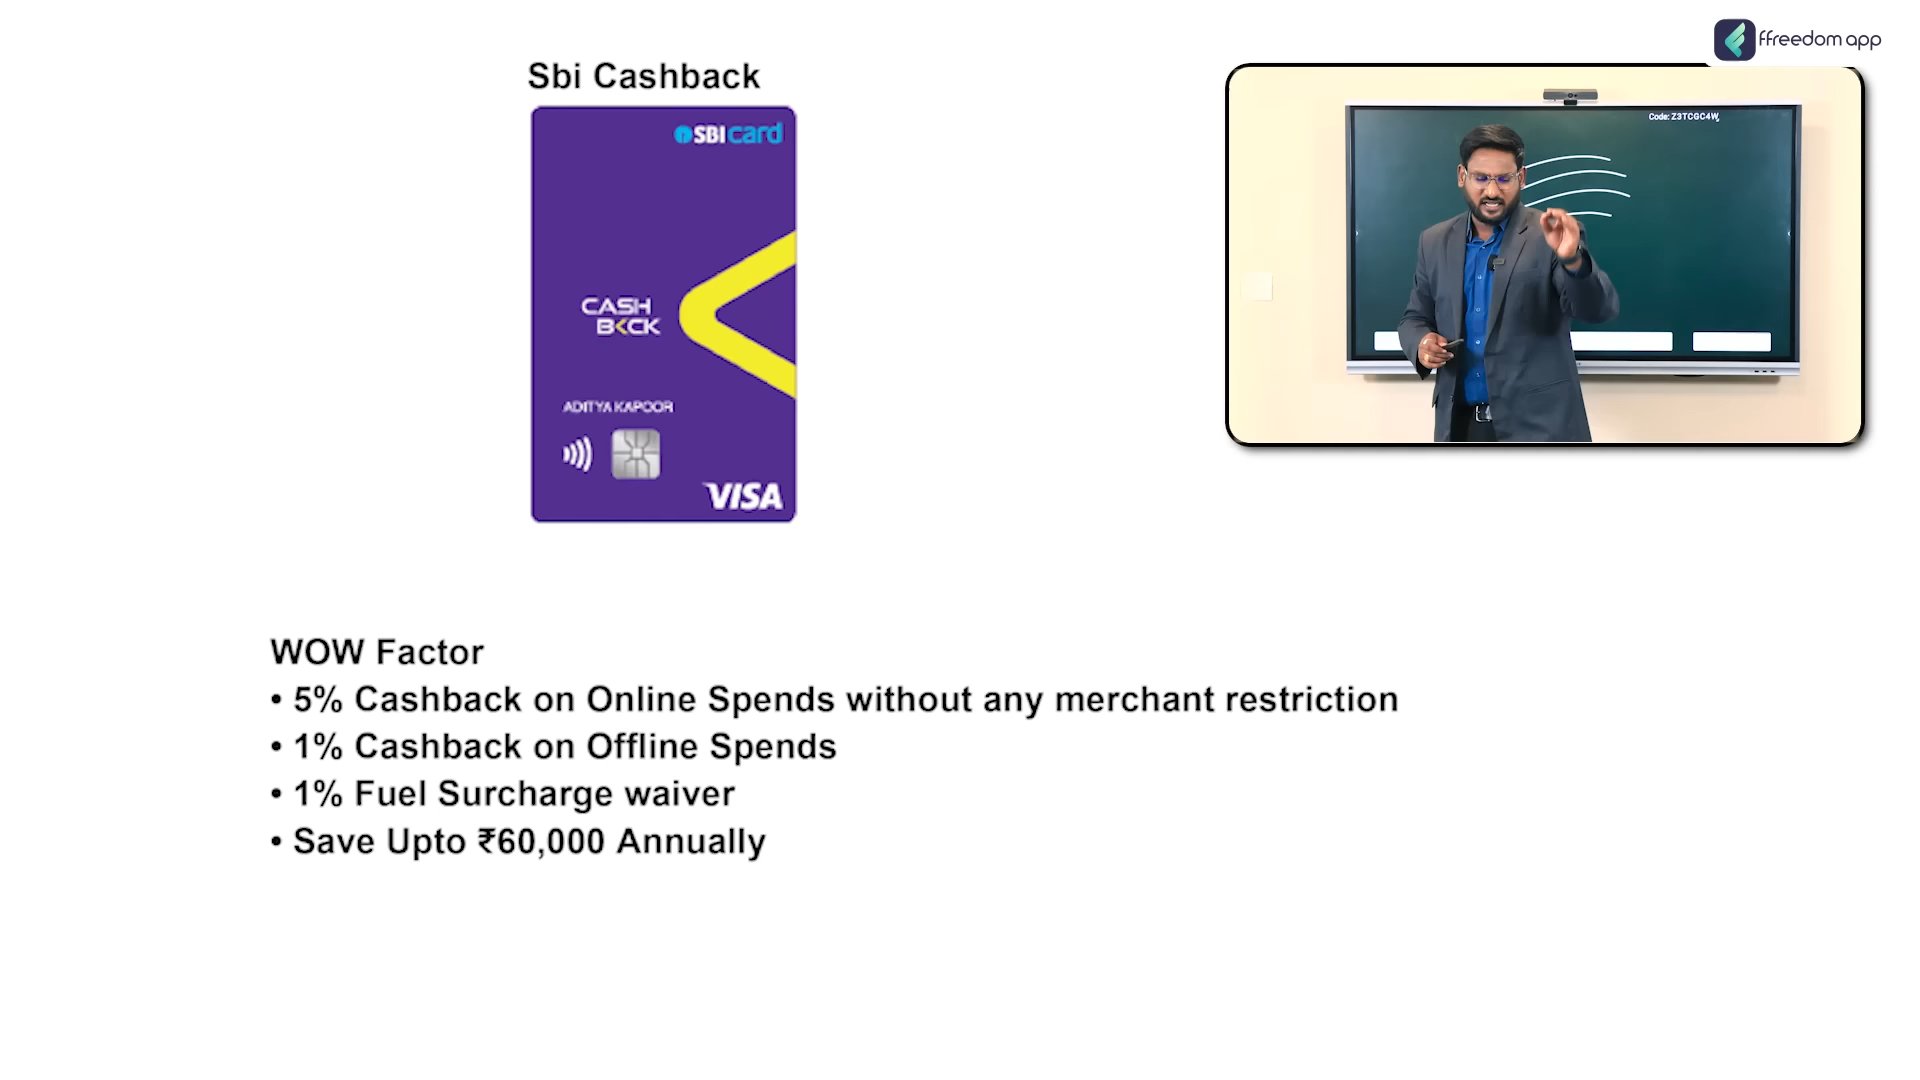 ffreedom app
Sbi Cashback
SBI card
CASH
B<CK
ADITYA KAPOOR
VISA
Code: Z3TCGC4W
WOW Factor
• 5% Cashback on Online Spends without any merchant restriction
• 1% Cashback on Offline Spends
• 1% Fuel Surcharge waiver
• Save Upto ₹60,000 Annually